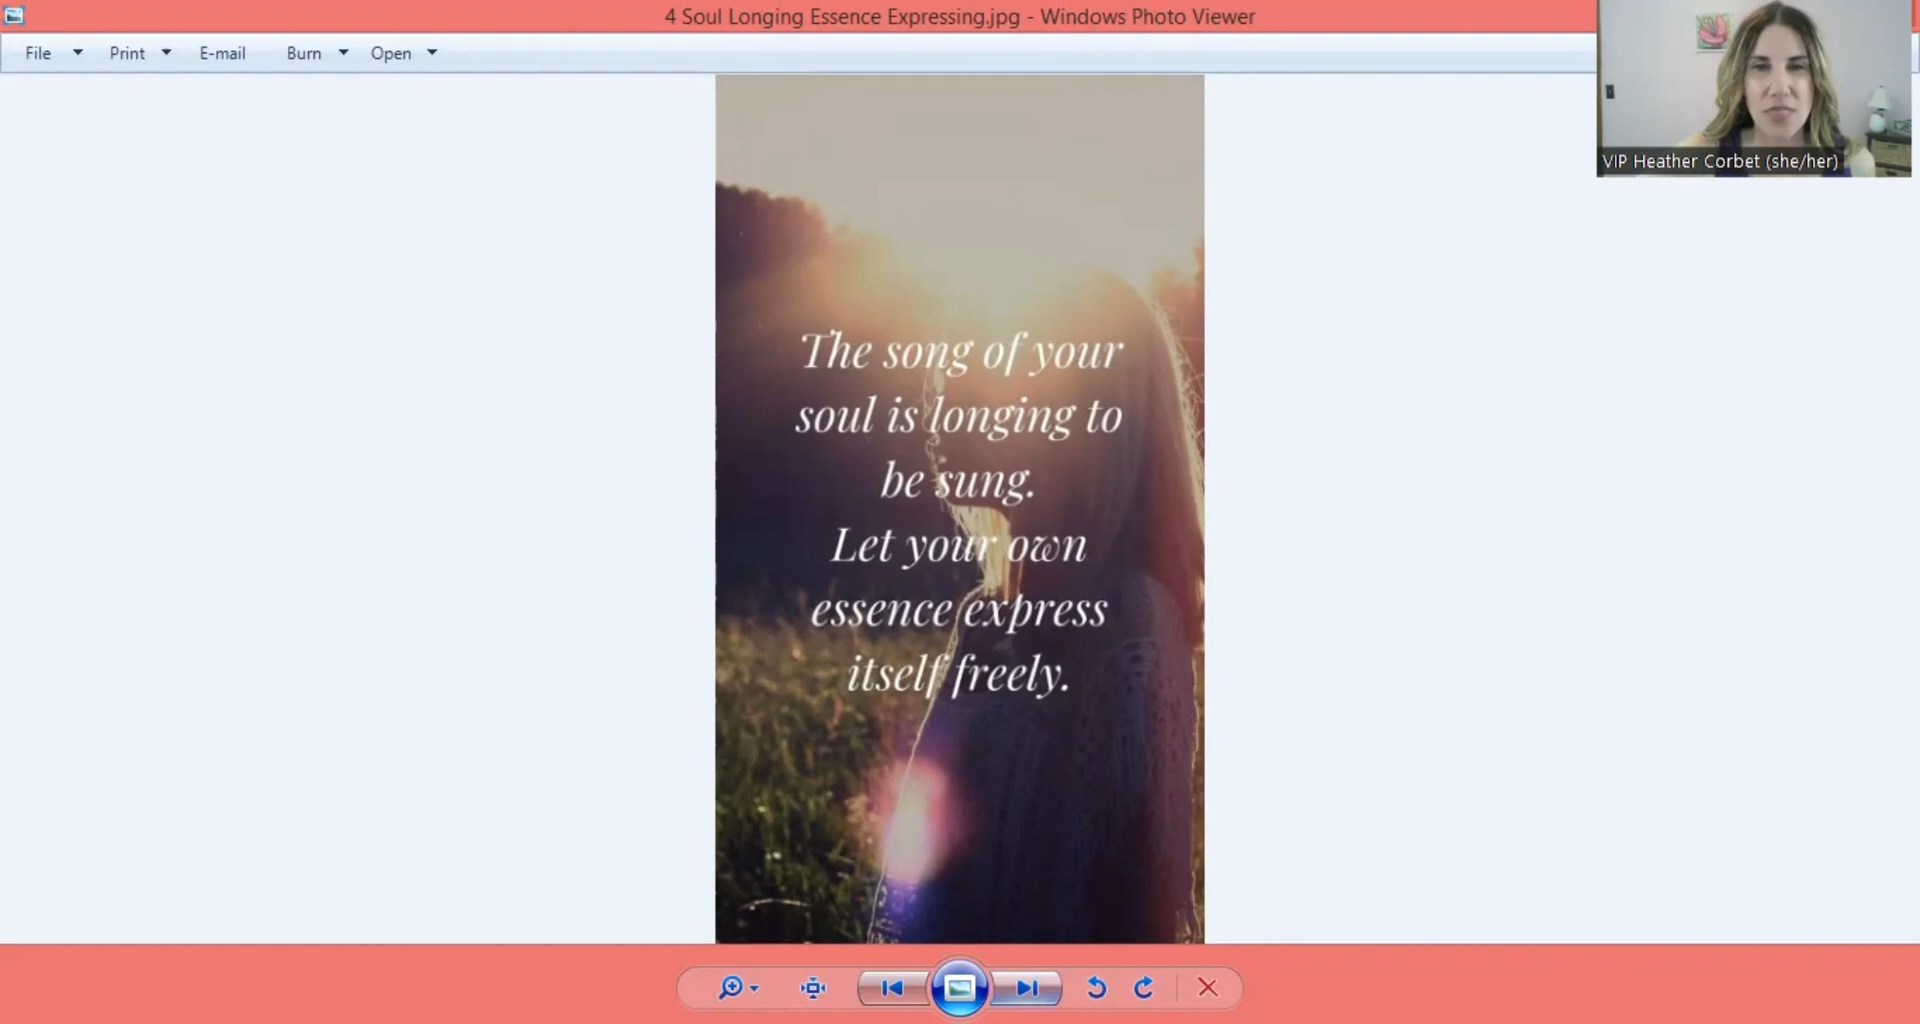 4 Soul Longing Essence Expressing.jpg - Windows Photo Viewer
File Print E-mail Burn Open
VIP Heather Corbet (she/her)
The song of your
soul is longing to
be sung.
Let your own
essence express
itself freely.